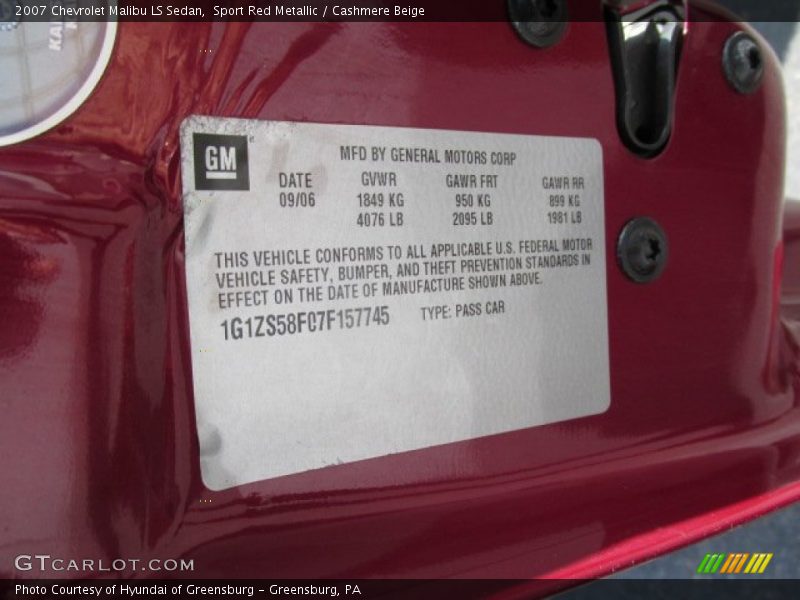 2007 Chevrolet Malibu LS Sedan, Sport Red Metallic / Cashmere Beige
GM
MFD BY GENERAL MOTORS CORP
DATE GVWR GAWR FRT GAWR RR
09/06 1849 KG 950 KG 899 KG
4076 LB 2095 LB 1981 LB
THIS VEHICLE CONFORMS TO ALL APPLICABLE U.S. FEDERAL MOTOR
VEHICLE SAFETY, BUMPER, AND THEFT PREVENTION STANDARDS IN
EFFECT ON THE DATE OF MANUFACTURE SHOWN ABOVE.
1G1ZS58F07F157745 TYPE: PASS CAR
GTCARLOT.COM
Photo Courtesy of Hyundai of Greensburg - Greensburg, PA